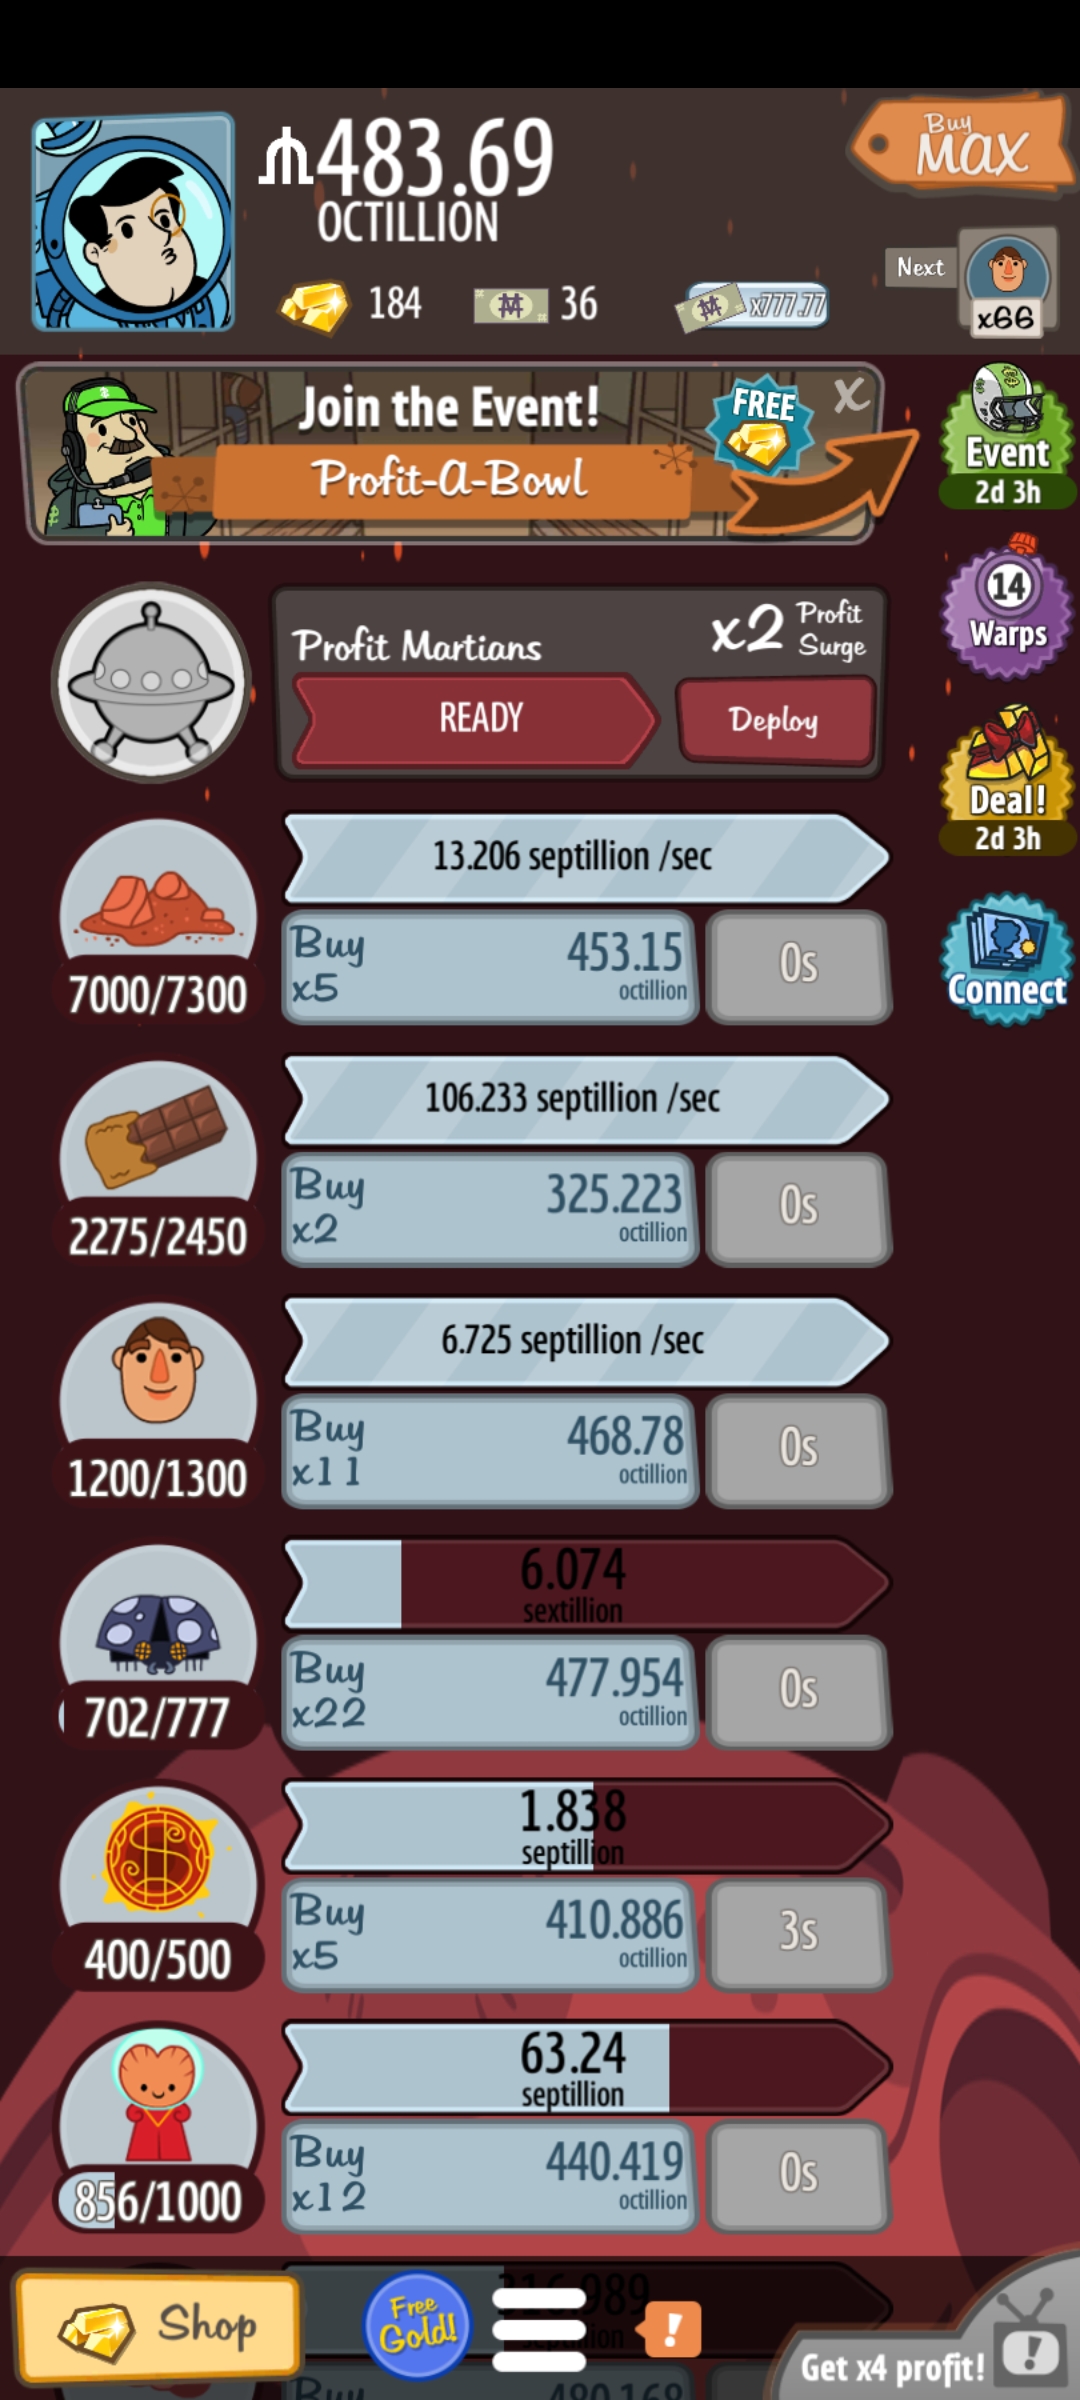 483.69
OCTILLION
Buy
MAX
184
36
x777.77
Next
x66
Join the Event!
FREE
X
Profit-A-Bowl
Event
2d 3h
14
Warps
Profit Martians
x2 Profit Surge
READY
Deploy
Deal!
2d 3h
13.206 septillion /sec
Buy
x5
453.15
octillion
0s
7000/7300
Connect
106.233 septillion /sec
Buy
x2
325.223
octillion
0s
2275/2450
6.725 septillion /sec
Buy
x11
468.78
octillion
0s
1200/1300
6.074
sextillion
Buy
x22
477.954
octillion
0s
702/777
1.838
septillion
Buy
x5
410.886
octillion
3s
400/500
63.24
septillion
Buy
x12
440.419
octillion
0s
856/1000
Shop
Free
Gold!
!
Get x4 profit!
!
Buy
480.168